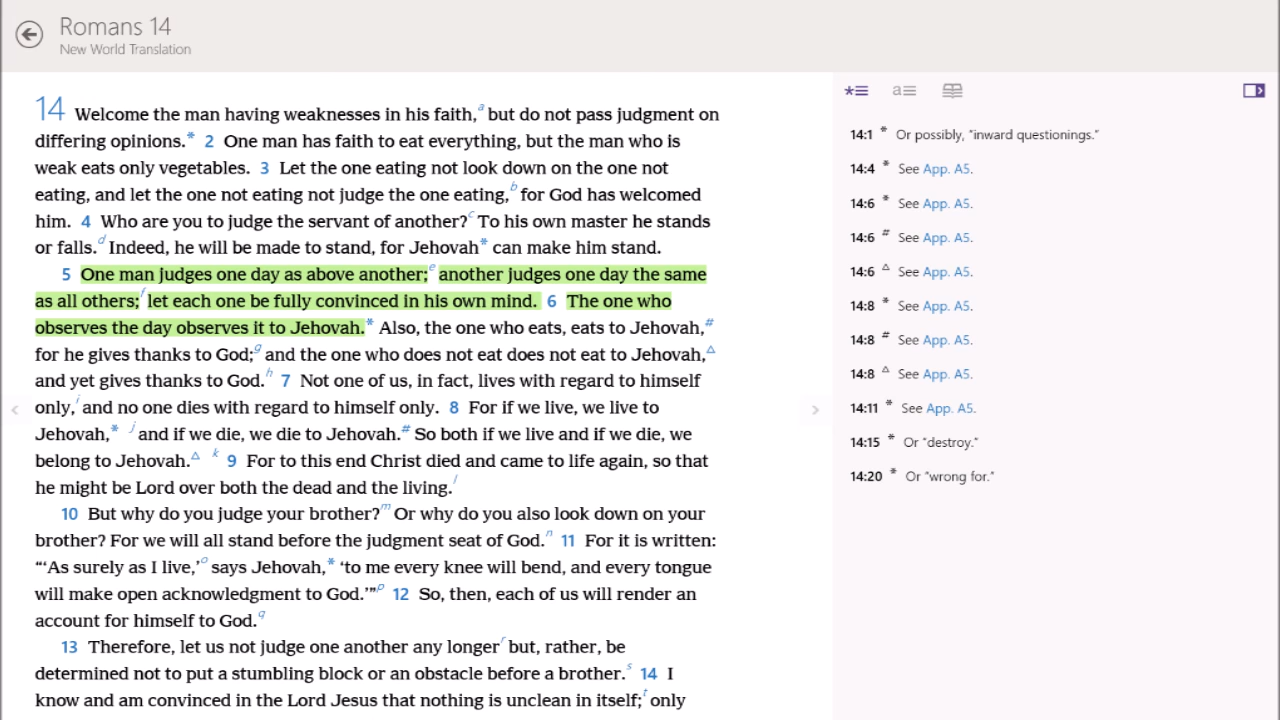 Romans 14
New World Translation
14 Welcome the man having weaknesses in his faith,a but do not pass judgment on
differing opinions.* 2 One man has faith to eat everything, but the man who is
weak eats only vegetables. 3 Let the one eating not look down on the one not
eating, and let the one not eating not judge the one eating,b for God has welcomed
him. 4 Who are you to judge the servant of another?c To his own master he stands
or falls.d Indeed, he will be made to stand, for Jehovah* can make him stand.
5 One man judges one day as above another;e another judges one day the same
as all others;f let each one be fully convinced in his own mind. 6 The one who
observes the day observes it to Jehovah.* Also, the one who eats, eats to Jehovah,#
for he gives thanks to God;g and the one who does not eat does not eat to Jehovah,△
and yet gives thanks to God.h 7 Not one of us, in fact, lives with regard to himself
only,i and no one dies with regard to himself only. 8 For if we live, we live to
Jehovah,* j and if we die, we die to Jehovah.# So both if we live and if we die, we
belong to Jehovah.△ k 9 For to this end Christ died and came to life again, so that
he might be Lord over both the dead and the living.l
10 But why do you judge your brother?m Or why do you also look down on your
brother? For we will all stand before the judgment seat of God.n 11 For it is written:
“‘As surely as I live,’o says Jehovah,* ‘to me every knee will bend, and every tongue
will make open acknowledgment to God.’”p 12 So, then, each of us will render an
account for himself to God.q
13 Therefore, let us not judge one another any longerr but, rather, be
determined not to put a stumbling block or an obstacle before a brother.s 14 I
know and am convinced in the Lord Jesus that nothing is unclean in itself;t only
14:1 * Or possibly, “inward questionings.”
14:4 * See App. A5.
14:6 * See App. A5.
14:6 # See App. A5.
14:6 △ See App. A5.
14:8 * See App. A5.
14:8 # See App. A5.
14:8 △ See App. A5.
14:11 * See App. A5.
14:15 * Or “destroy.”
14:20 * Or “wrong for.”